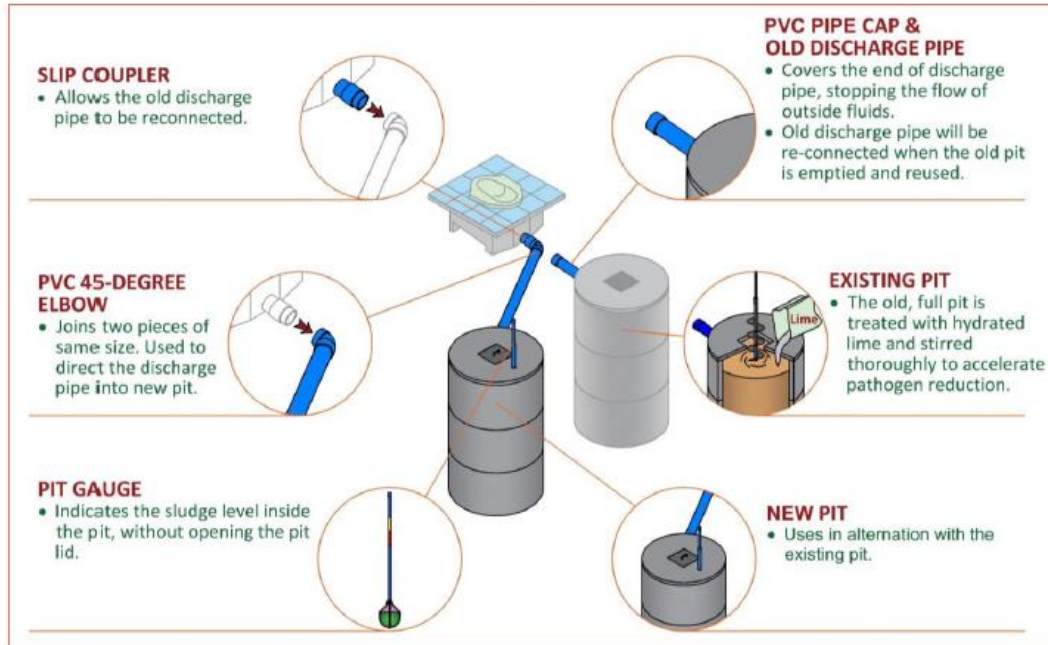 SLIP COUPLER
• Allows the old discharge
pipe to be reconnected.
PVC PIPE CAP &
OLD DISCHARGE PIPE
• Covers the end of discharge
pipe, stopping the flow of
outside fluids.
• Old discharge pipe will be
re-connected when the old pit
is emptied and reused.
PVC 45-DEGREE
ELBOW
• Joins two pieces of
same size. Used to
direct the discharge
pipe into new pit.
Lime
EXISTING PIT
• The old, full pit is
treated with hydrated
lime and stirred
thoroughly to accelerate
pathogen reduction.
PIT GAUGE
• Indicates the sludge level inside
the pit, without opening the pit
lid.
NEW PIT
• Uses in alternation with the
existing pit.